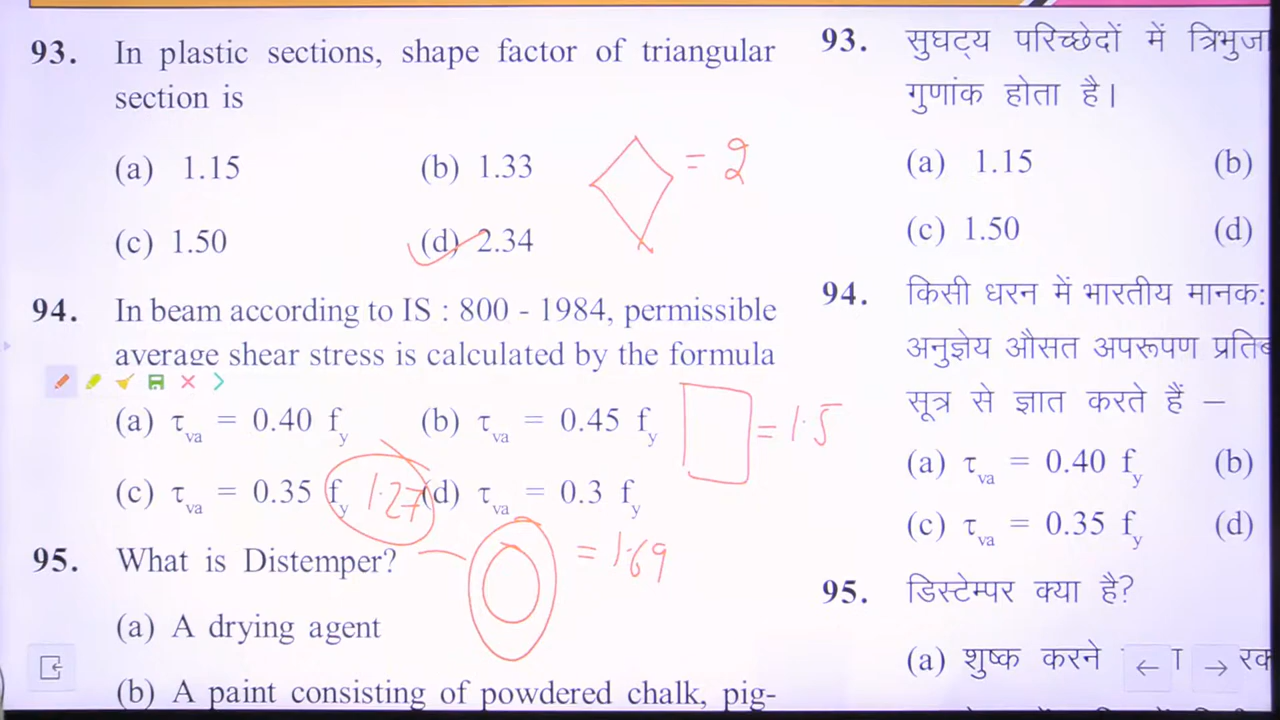 93. In plastic sections, shape factor of triangular
section is
(a) 1.15 (b) 1.33
(c) 1.50 (d) 2.34
= 2
94. In beam according to IS : 800 - 1984, permissible
average shear stress is calculated by the formula
(a) τva = 0.40 fy (b) τva = 0.45 fy
= 1.5
(c) τva = 0.35 fy (d) τva = 0.3 fy
1.27
= 1.69
95. What is Distemper?
(a) A drying agent
(b) A paint consisting of powdered chalk, pig-
93. सुघट्य परिच्छेदों में त्रिभुजा
गुणांक होता है।
(a) 1.15 (b)
(c) 1.50 (d)
94. किसी धरन में भारतीय मानक:
अनुज्ञेय औसत अपरूपण
सूत्र से ज्ञात करते हैं –
(a) τva = 0.40 fy (b)
(c) τva = 0.35 fy (d)
95. डिस्टेम्पर क्या है?
(a) शुष्क करने